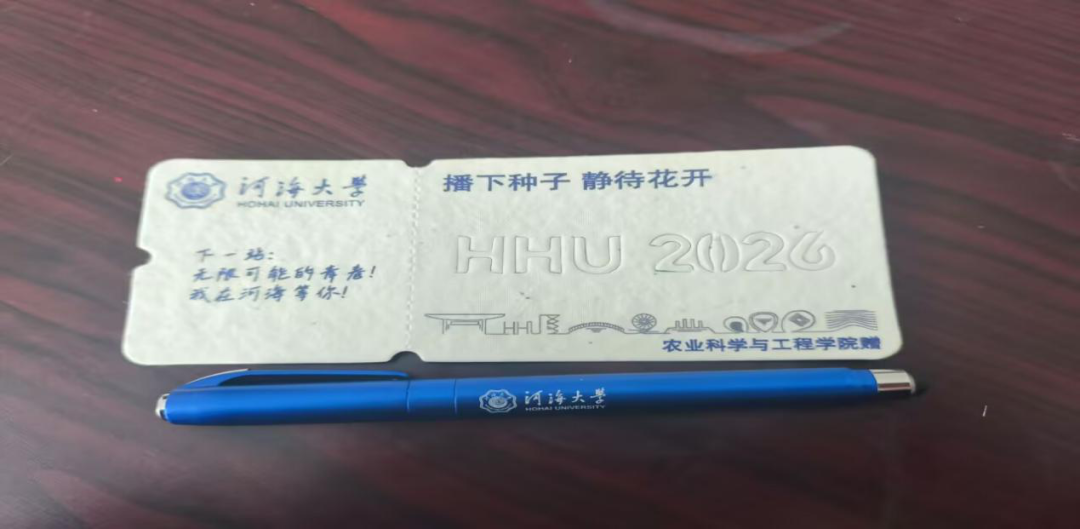 河海大學
HOHAI UNIVERSITY
下一站:
无限可能的青春!
我在河海等你!
播下种子 静待花开
HHU 2026
HHU
农业科学与工程学院赠
河海大學
HOHAI UNIVERSITY